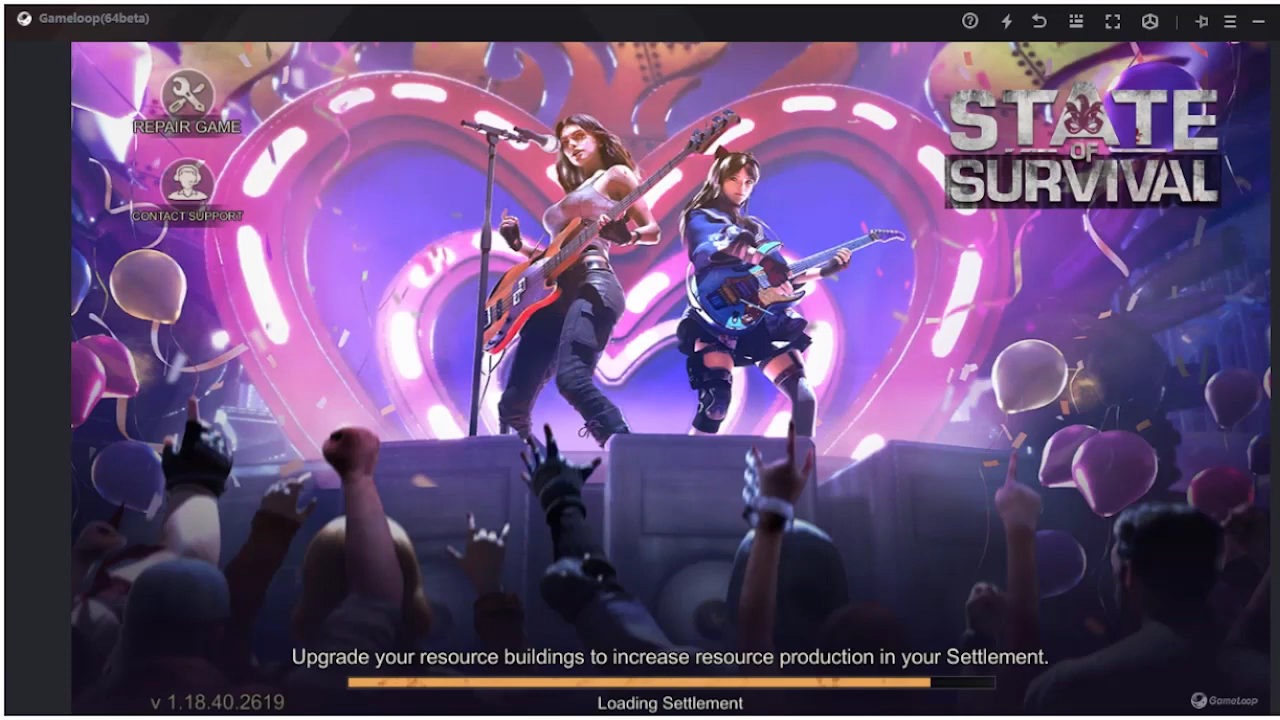 Gameloop(64beta)
REPAIR GAME
CONTACT SUPPORT
STATE
OF
SURVIVAL
Upgrade your resource buildings to increase resource production in your Settlement.
v 1.18.40.2619
Loading Settlement
GameLoop